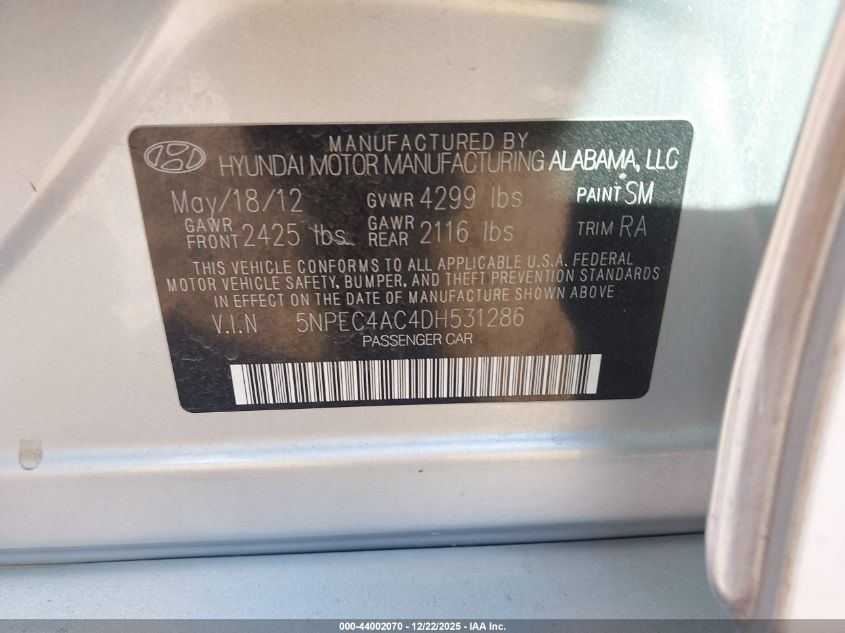 MANUFACTURED BY
HYUNDAI MOTOR MANUFACTURING ALABAMA, LLC
May/18/12 GVWR 4299 lbs PAINT SM
GAWR FRONT 2425 lbs GAWR REAR 2116 lbs TRIM RA
THIS VEHICLE CONFORMS TO ALL APPLICABLE U.S.A. FEDERAL
MOTOR VEHICLE SAFETY, BUMPER, AND THEFT PREVENTION STANDARDS
IN EFFECT ON THE DATE OF MANUFACTURE SHOWN ABOVE
V.I.N 5NPEC4AC4DH531286
PASSENGER CAR
000-44002070 - 12/22/2025 - IAA Inc.